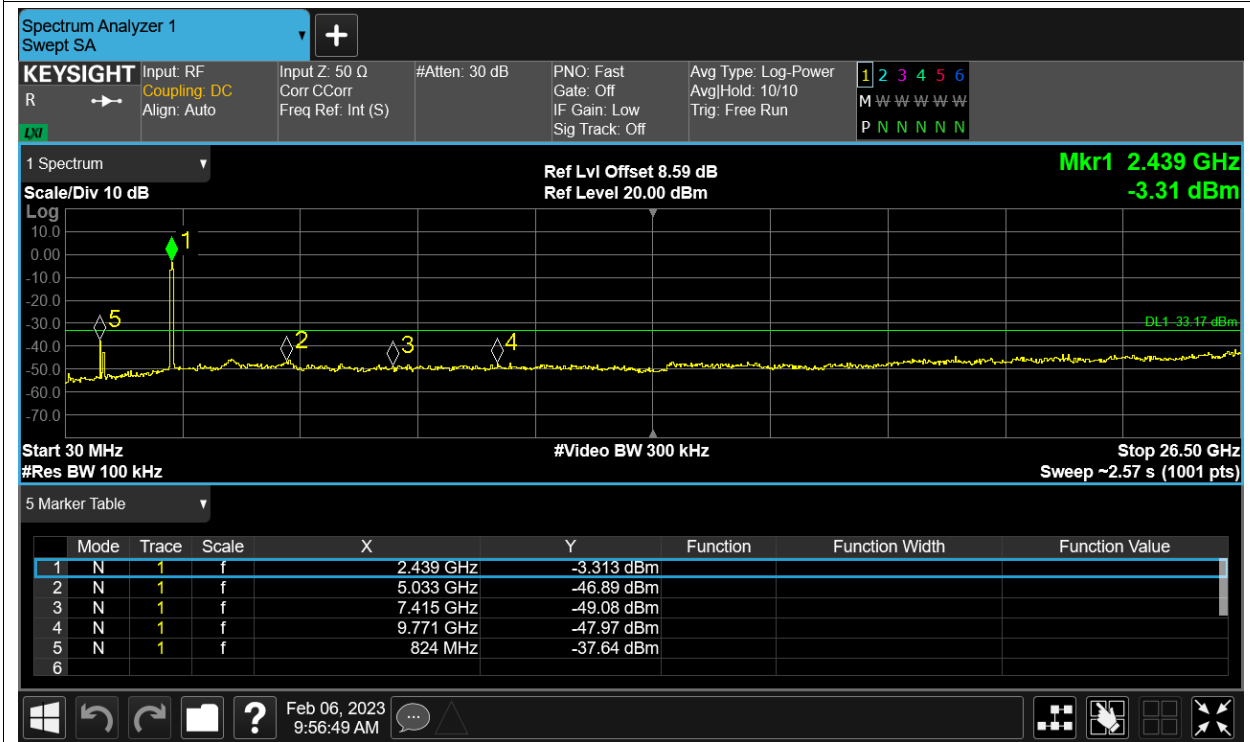 Spectrum Analyzer 1
Swept SA
+
KEYSIGHT Input: RF Input Z: 50 Ω #Atten: 30 dB PNO: Fast Avg Type: Log-Power 1 2 3 4 5 6
R Coupling: DC Corr CCorr Gate: Off Avg|Hold: 10/10 M W W W W W
Align: Auto Freq Ref: Int (S) IF Gain: Low Trig: Free Run
LXI Sig Track: Off P N N N N N
1 Spectrum Ref Lvl Offset 8.59 dB Mkr1 2.439 GHz
Scale/Div 10 dB Ref Level 20.00 dBm -3.31 dBm
Log
10.0
1
0.00
-10.0
-20.0
-30.0 5 DL1 -33.17 dBm
-40.0 2 3 4
-50.0
-60.0
-70.0
Start 30 MHz #Video BW 300 kHz Stop 26.50 GHz
#Res BW 100 kHz Sweep ~2.57 s (1001 pts)
5 Marker Table
Mode Trace Scale X Y Function Function Width Function Value
1 N 1 f 2.439 GHz -3.313 dBm
2 N 1 f 5.033 GHz -46.89 dBm
3 N 1 f 7.415 GHz -49.08 dBm
4 N 1 f 9.771 GHz -47.97 dBm
5 N 1 f 824 MHz -37.64 dBm
6
? Feb 06, 2023
9:56:49 AM